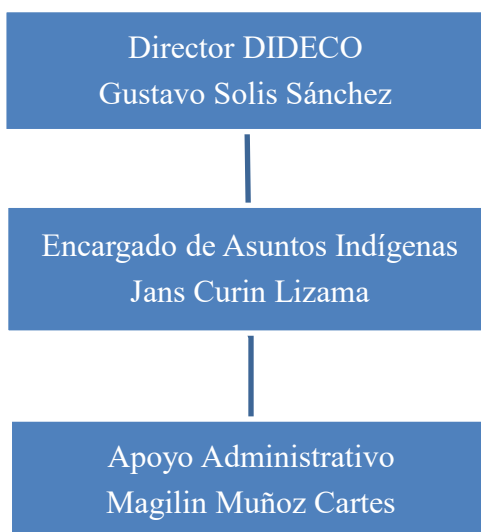 Director DIDECO
Gustavo Solis Sánchez
Encargado de Asuntos Indígenas
Jans Curin Lizama
Apoyo Administrativo
Magilin Muñoz Cartes